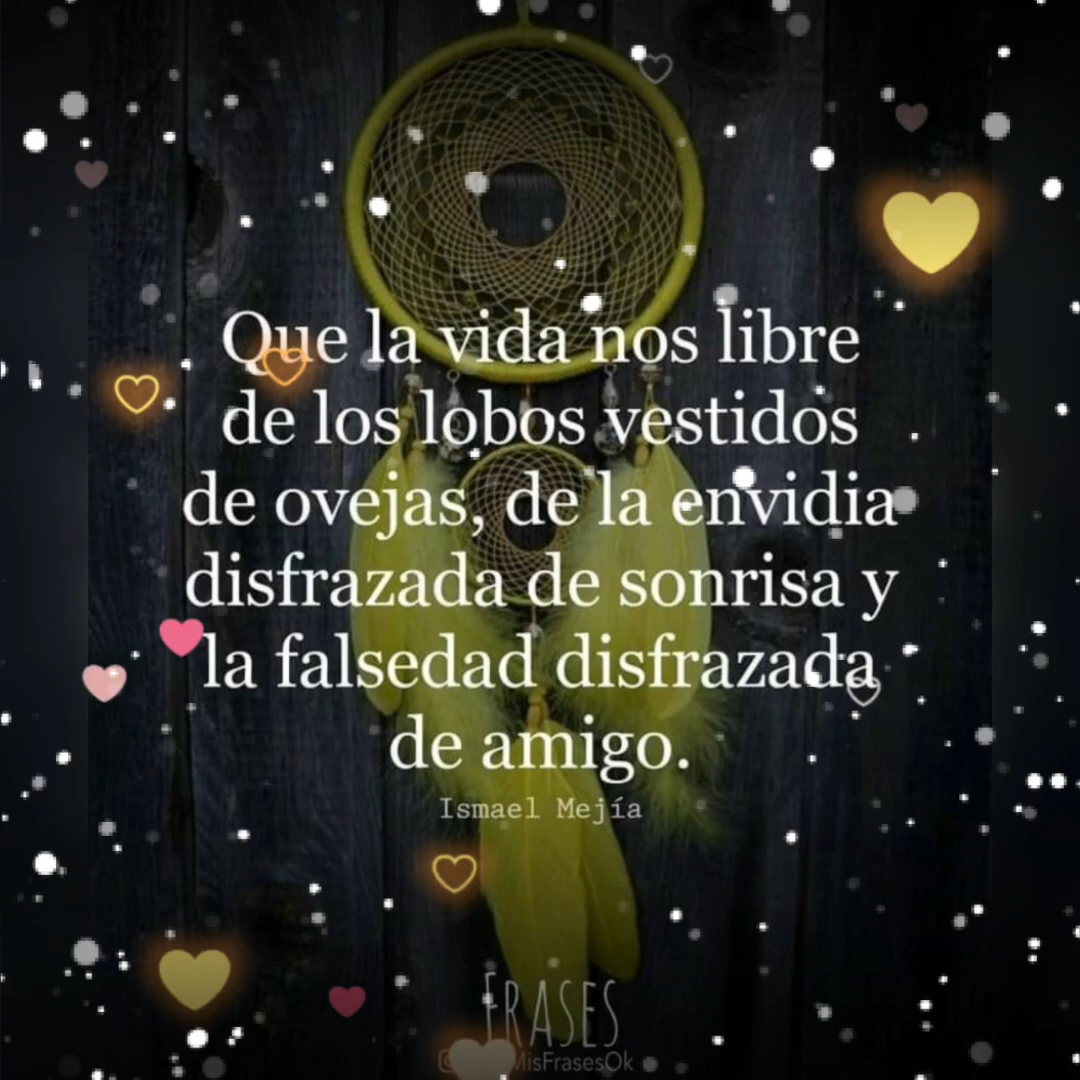 Que la vida nos libre
de los lobos vestidos
de ovejas, de la envidia
disfrazada de sonrisa y
la falsedad disfrazada
de amigo.
Ismael Mejía
FRASES
MisFrasesOk